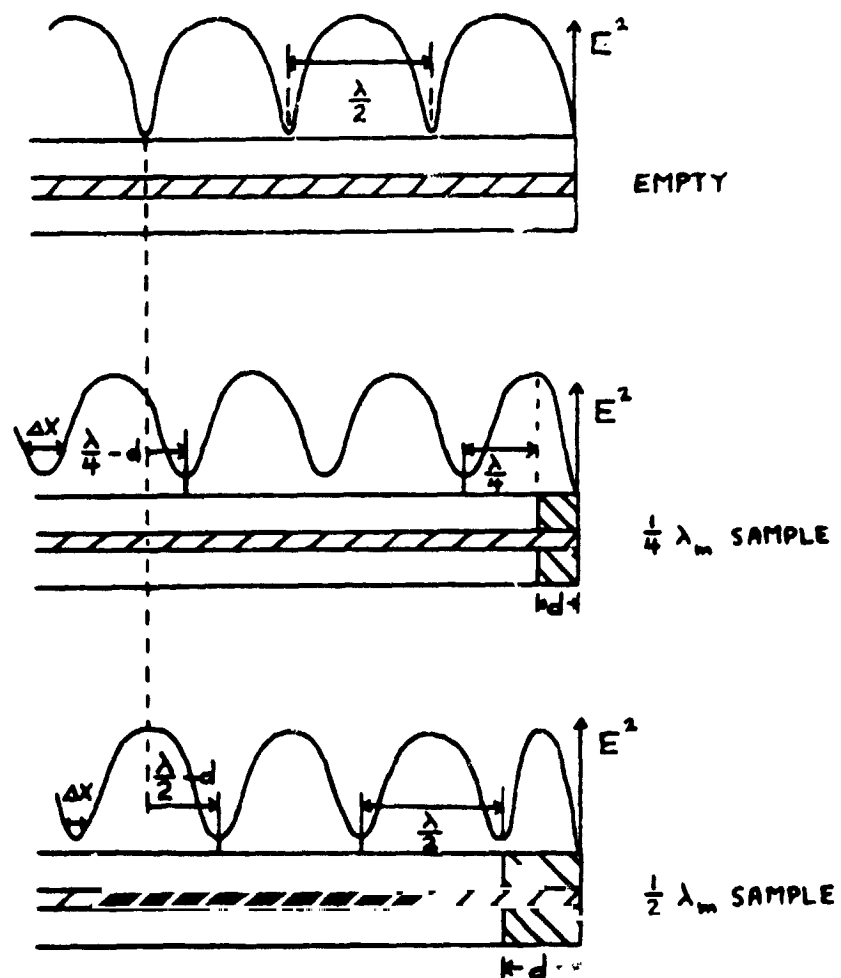 E²
λ/2
EMPTY
ΔX
λ/4 - d
λ/4
E²
1/4 λm SAMPLE
d
E²
λ/2 - d
ΔX
λ/2
1/2 λm SAMPLE
d